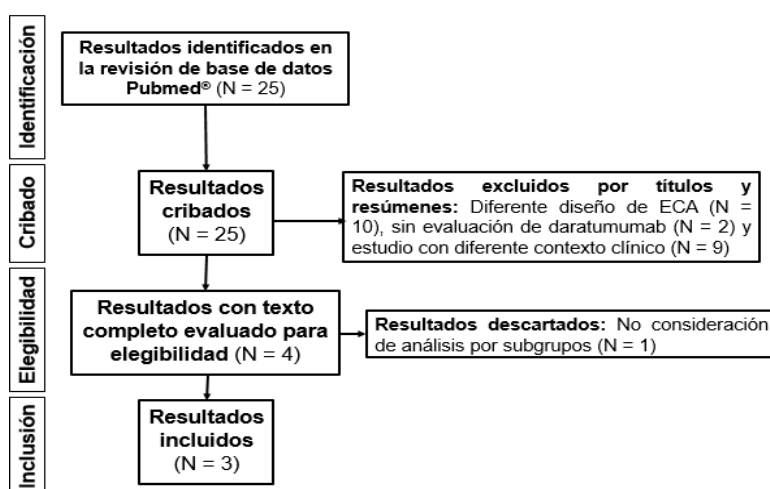 Identificación
Resultados identificados en
la revisión de base de datos
Pubmed® (N = 25)
Cribado
Resultados
cribados
(N = 25)
Resultados excluidos por títulos y
resúmenes: Diferente diseño de ECA (N =
10), sin evaluación de daratumumab (N = 2) y
estudio con diferente contexto clínico (N = 9)
Elegibilidad
Resultados con texto
completo evaluado para
elegibilidad (N = 4)
Resultados descartados: No consideración
de análisis por subgrupos (N = 1)
Inclusión
Resultados
incluidos
(N = 3)